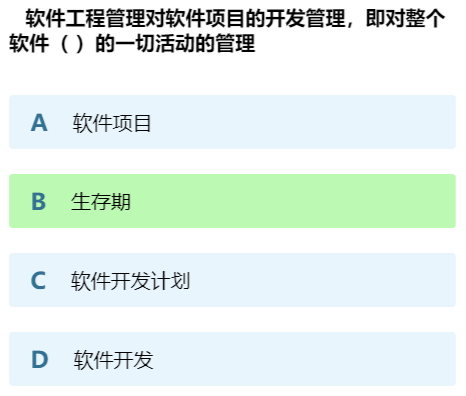 软件工程管理对软件项目的开发管理，即对整个
软件（ ）的一切活动的管理
A 软件项目
B 生存期
C 软件开发计划
D 软件开发